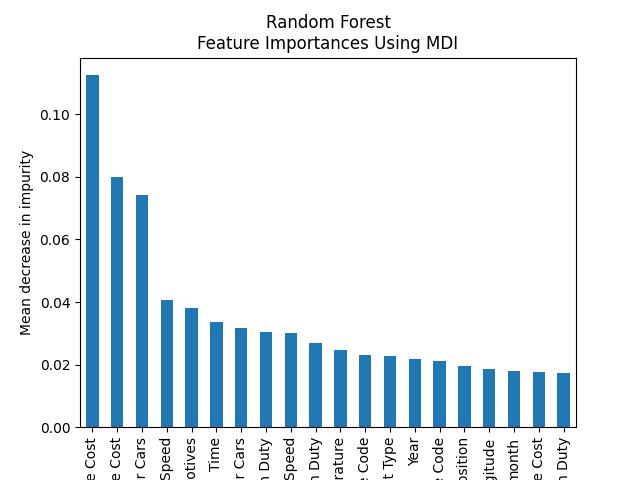 Random Forest
Feature Importances Using MDI
Mean decrease in impurity
0.10
0.08
0.06
0.04
0.02
0.00
e Cost
e Cost
r Cars
Speed
otives
Time
r Cars
n Duty
Speed
n Duty
rature
e Code
t Type
Year
e Code
osition
gitude
month
e Cost
n Duty